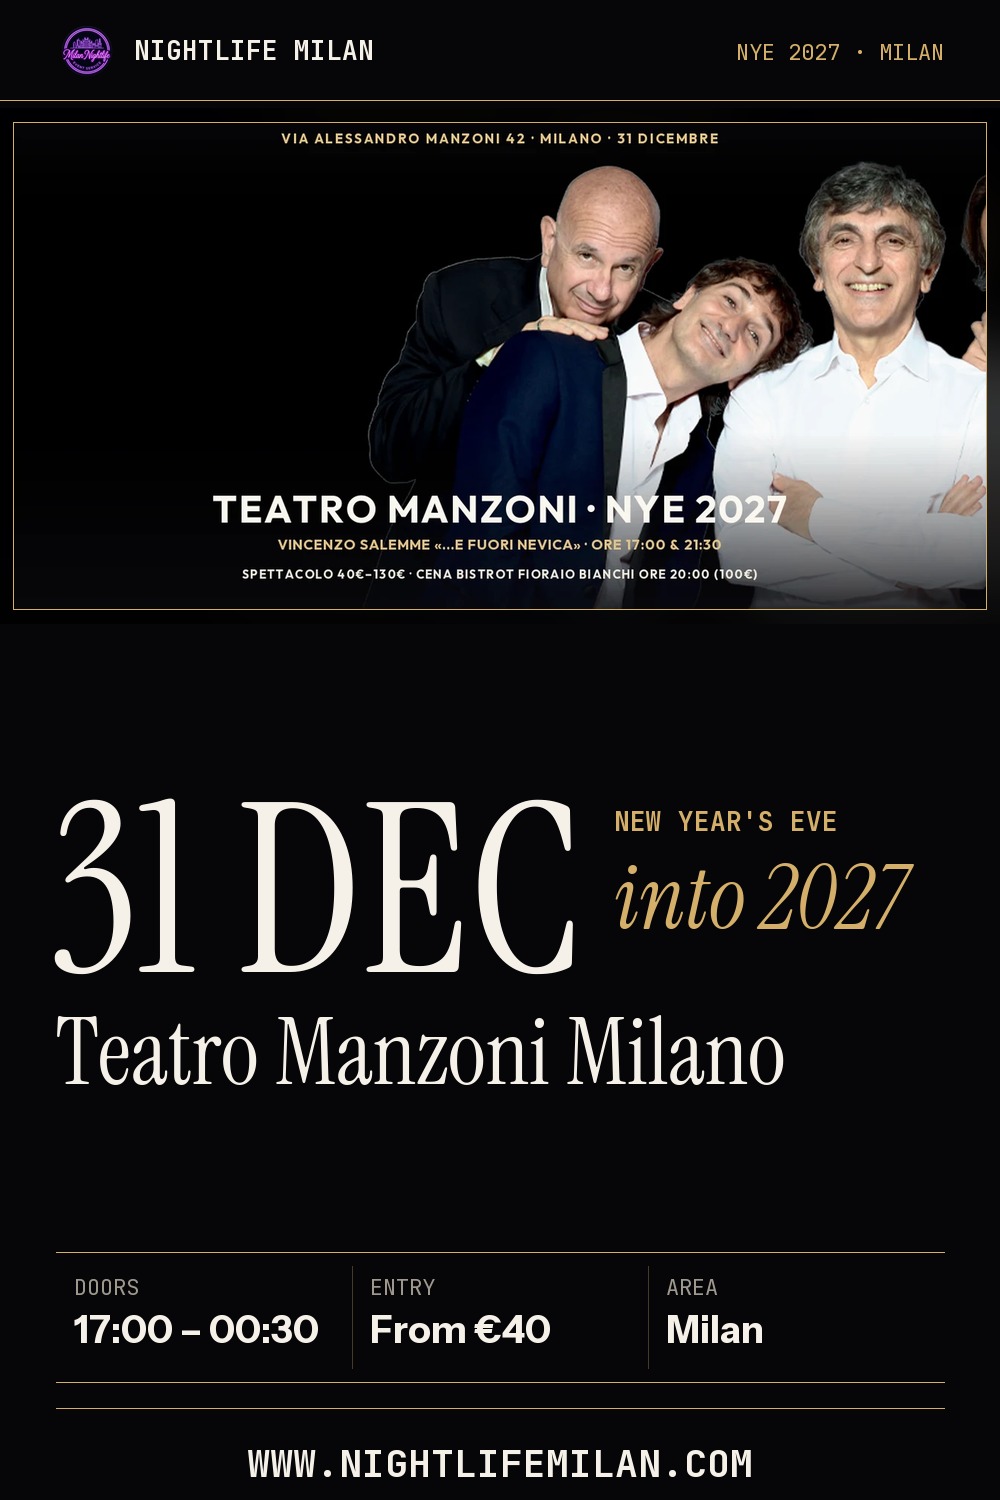 Milan Nightlife
NIGHTLIFE MILAN
NYE 2027 · MILAN
VIA ALESSANDRO MANZONI 42 · MILANO · 31 DICEMBRE
TEATRO MANZONI · NYE 2027
VINCENZO SALEMME «...E FUORI NEVICA» · ORE 17:00 & 21:30
SPETTACOLO 40€–130€ · CENA BISTROT FIORAIO BIANCHI ORE 20:00 (100€)
31 DEC
NEW YEAR'S EVE
into 2027
Teatro Manzoni Milano
DOORS
17:00 – 00:30
ENTRY
From €40
AREA
Milan
WWW.NIGHTLIFEMILAN.COM